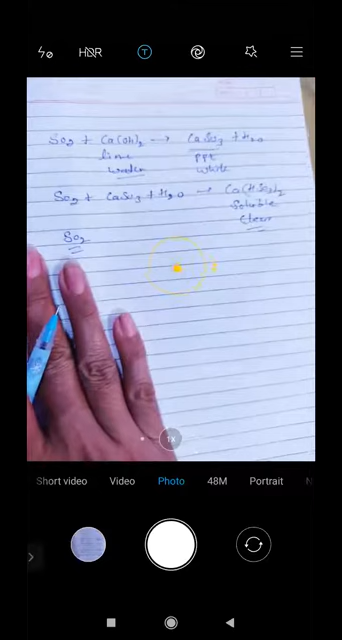 HDR
SO2 + Ca(OH)2 → CaSO3 + H2O
lime PPt
water white
SO2 + CaSO3 + H2O → Ca(HSO3)2
Soluble
Clear
SO2
1X
Short video Video Photo 48M Portrait